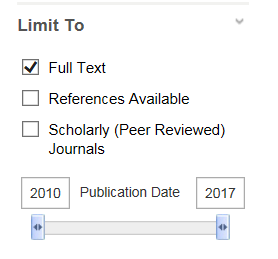 Limit To
Full Text
References Available
Scholarly (Peer Reviewed)
Journals
2010 Publication Date 2017